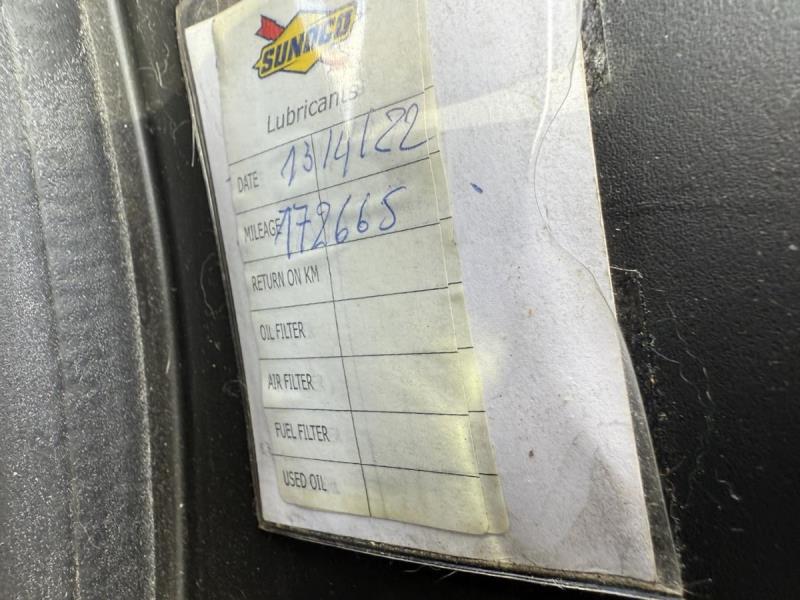 SUNOCO
Lubricants
DATE 13/4/22
MILEAGE 172665
RETURN ON KM
OIL FILTER
AIR FILTER
FUEL FILTER
USED OIL